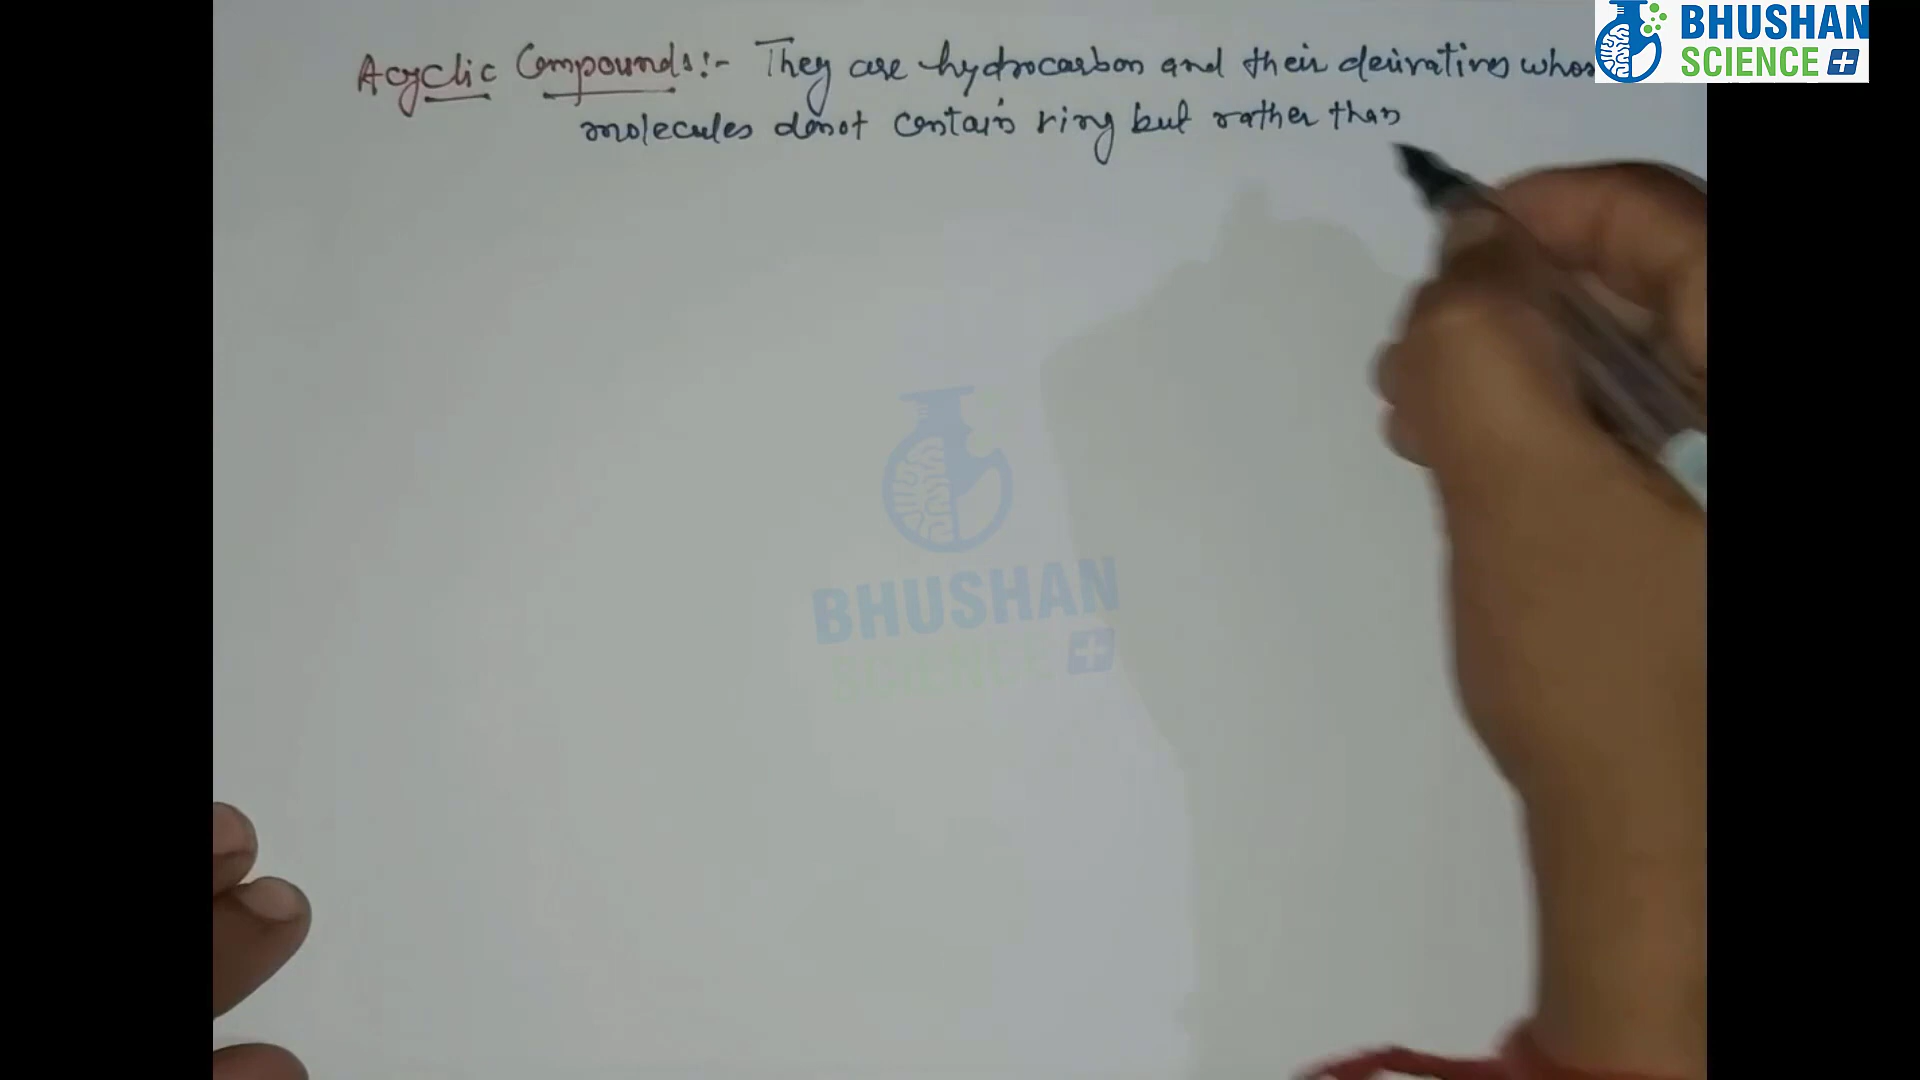 Acyclic Compounds:- They are hydrocarbon and their derivatives whos
molecules donot contain ring but rather than
BHUSHAN
SCIENCE +
BHUSHAN
SCIENCE +